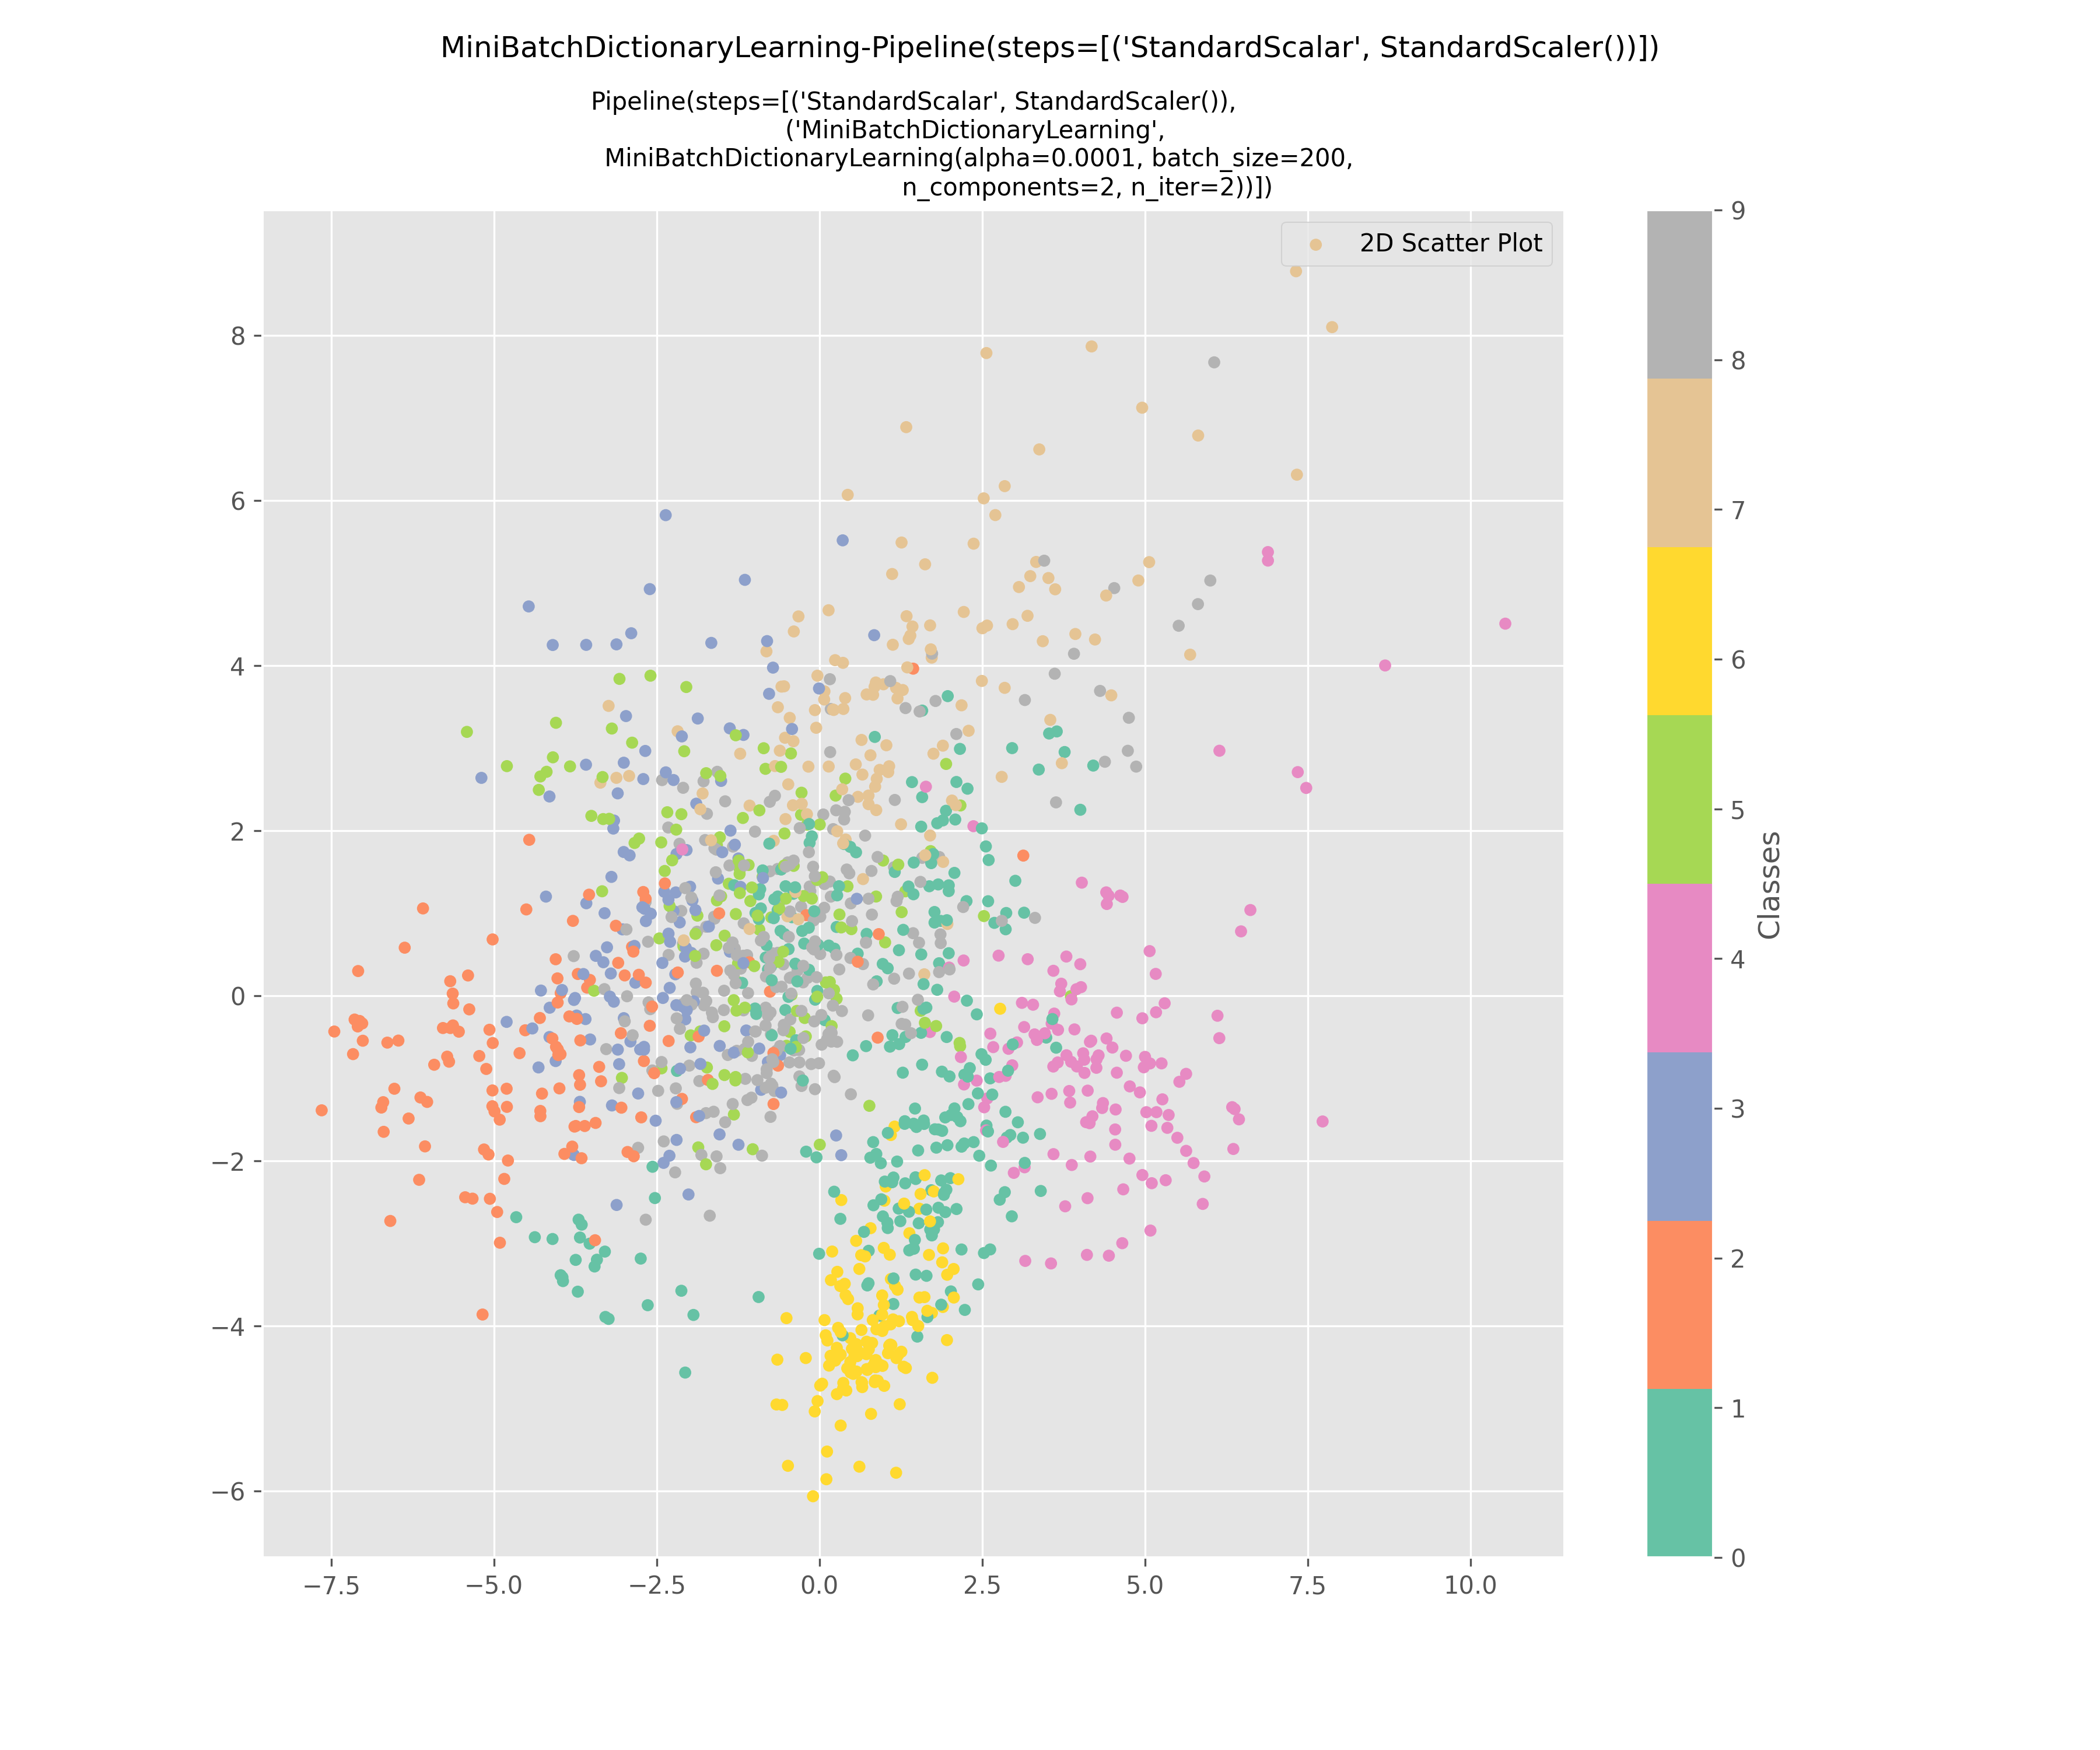 MiniBatchDictionaryLearning-Pipeline(steps=[('StandardScalar', StandardScaler())])
Pipeline(steps=[('StandardScalar', StandardScaler()),
('MiniBatchDictionaryLearning',
MiniBatchDictionaryLearning(alpha=0.0001, batch_size=200,
n_components=2, n_iter=2))])
2D Scatter Plot
8
6
4
2
0
−2
−4
−6
−7.5 −5.0 −2.5 0.0 2.5 5.0 7.5 10.0
9
8
7
6
5
4
3
2
1
0
Classes